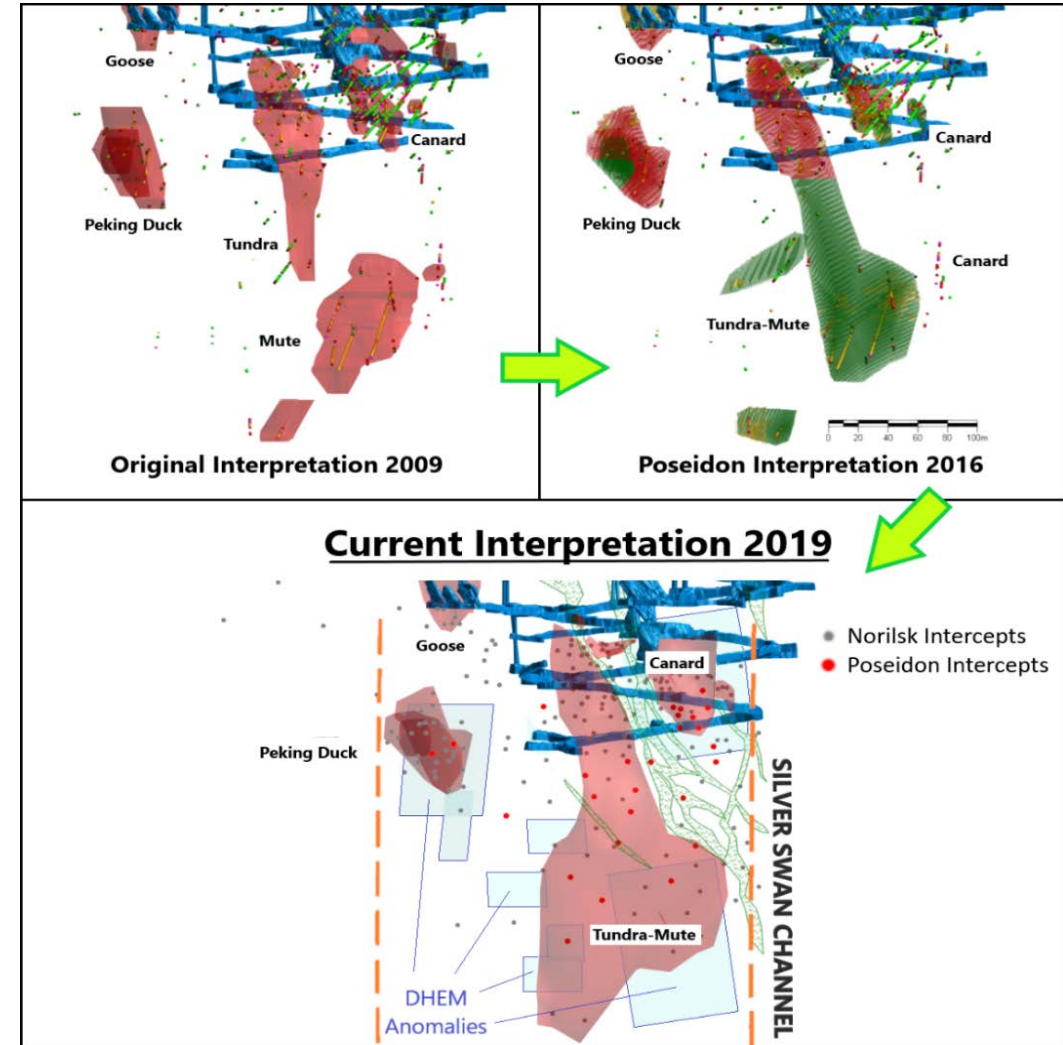 Goose
Canard
Peking Duck
Tundra
Mute
Original Interpretation 2009
Goose
Canard
Peking Duck
Canard
Tundra-Mute
0 20 40 60 80 100m
Poseidon Interpretation 2016
Current Interpretation 2019
Norilsk Intercepts
Poseidon Intercepts
Goose
Canard
Peking Duck
SILVER SWAN CHANNEL
Tundra-Mute
DHEM
Anomalies